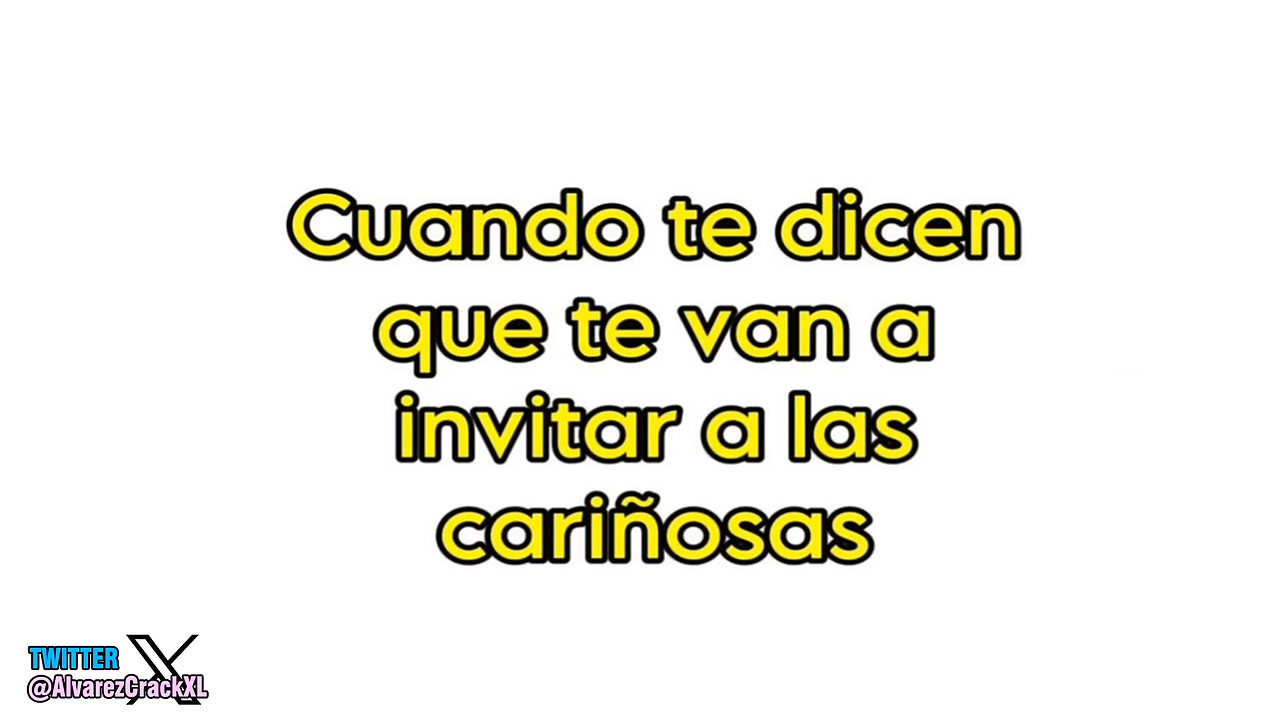 Cuando te dicen
que te van a
invitar a las
cariñosas
TWITTER X
@AlvarezCrackXL